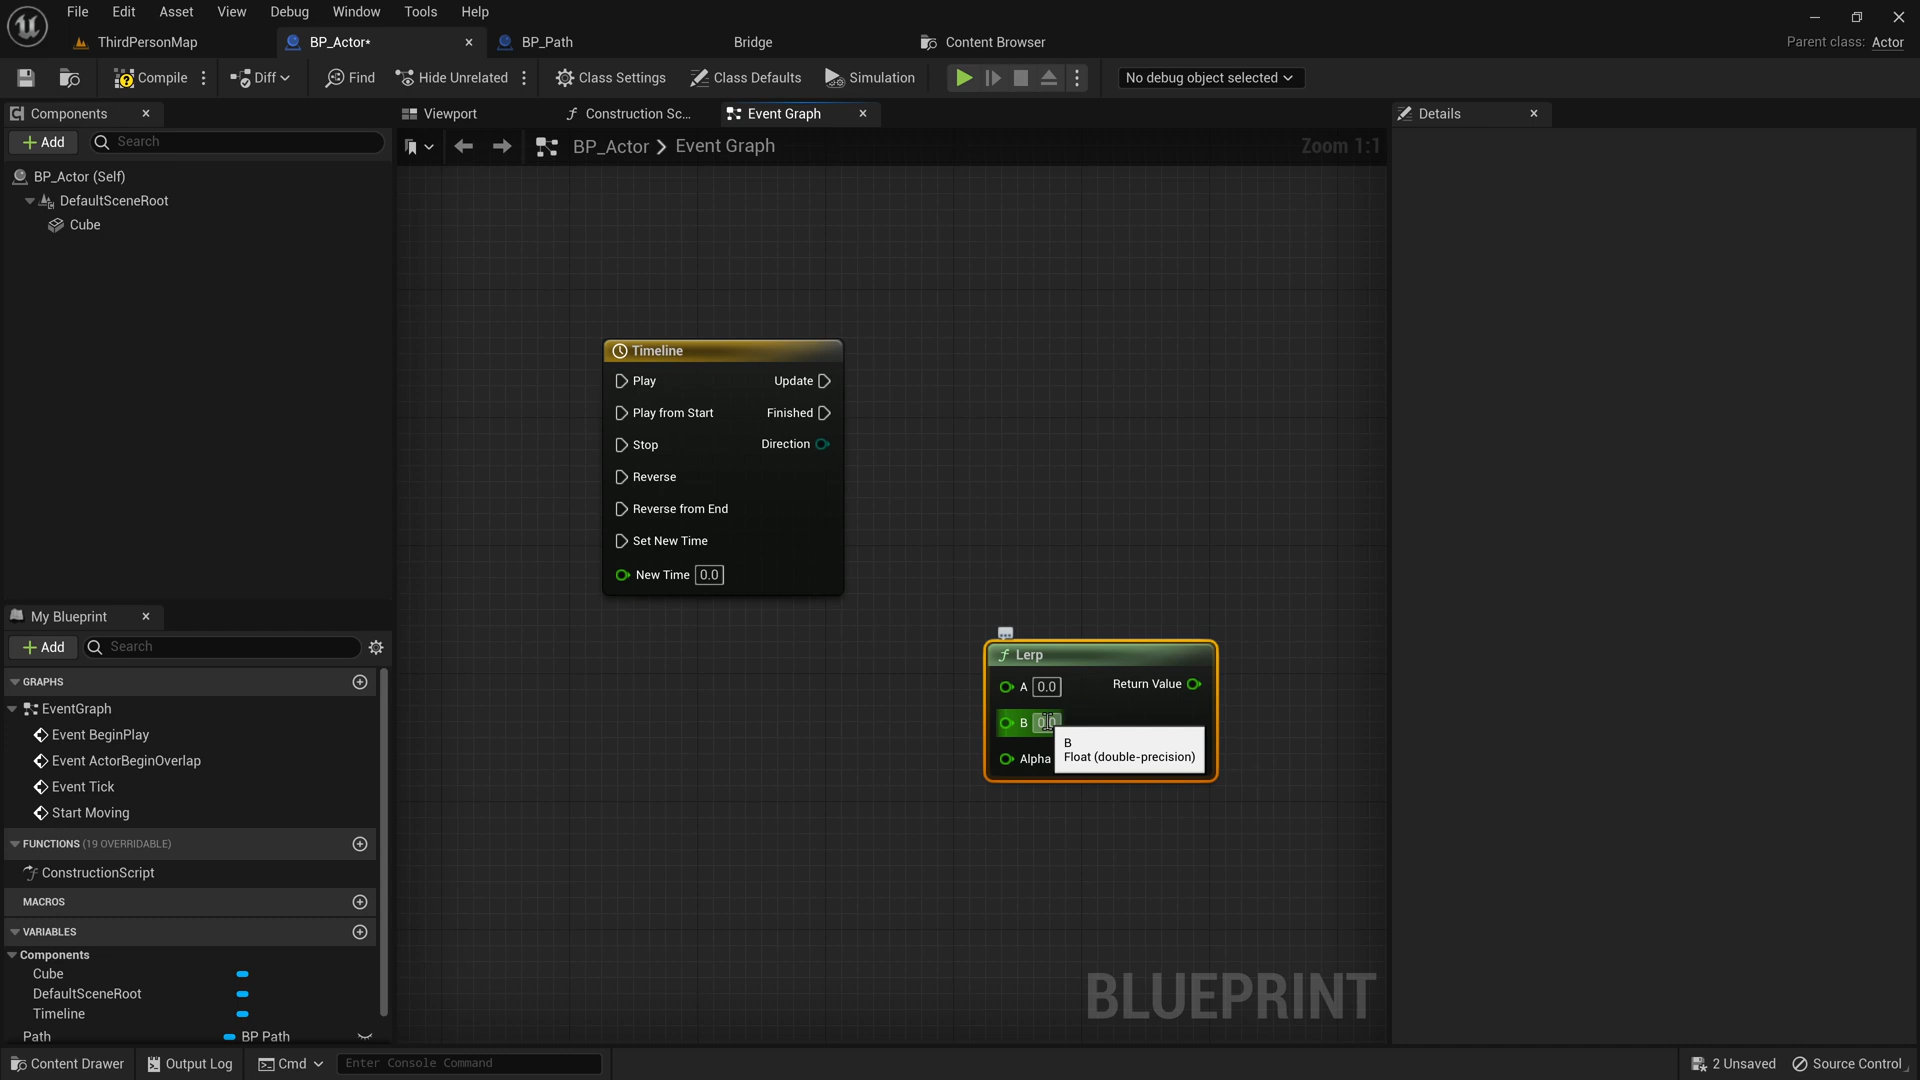 File Edit Asset View Debug Window Tools Help
ThirdPersonMap BP_Actor* BP_Path Bridge Content Browser Parent class: Actor
Compile Diff Find Hide Unrelated Class Settings Class Defaults Simulation No debug object selected
Components Viewport Construction Sc... Event Graph Details
Add Search BP_Actor > Event Graph Zoom 1:1
BP_Actor (Self)
DefaultSceneRoot
Cube
Timeline
Play Update
Play from Start Finished
Stop Direction
Reverse
Reverse from End
Set New Time
New Time 0.0
Lerp
A 0.0 Return Value
B
B
Float (double-precision)
Alpha
My Blueprint
Add Search
GRAPHS
EventGraph
Event BeginPlay
Event ActorBeginOverlap
Event Tick
Start Moving
FUNCTIONS (19 OVERRIDABLE)
ConstructionScript
MACROS
VARIABLES
Components
Cube
DefaultSceneRoot
Timeline
Path BP Path
BLUEPRINT
Content Drawer Output Log Cmd Enter Console Command 2 Unsaved Source Control